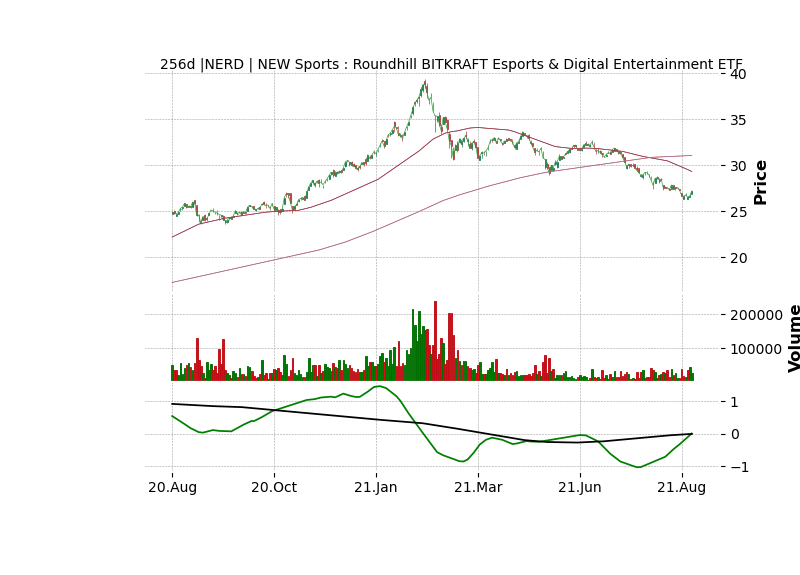 256d |NERD | NEW Sports : Roundhill BITKRAFT Esports & Digital Entertainment ETF
40
35
30
25
20
Price
200000
100000
Volume
1
0
−1
20.Aug 20.Oct 21.Jan 21.Mar 21.Jun 21.Aug